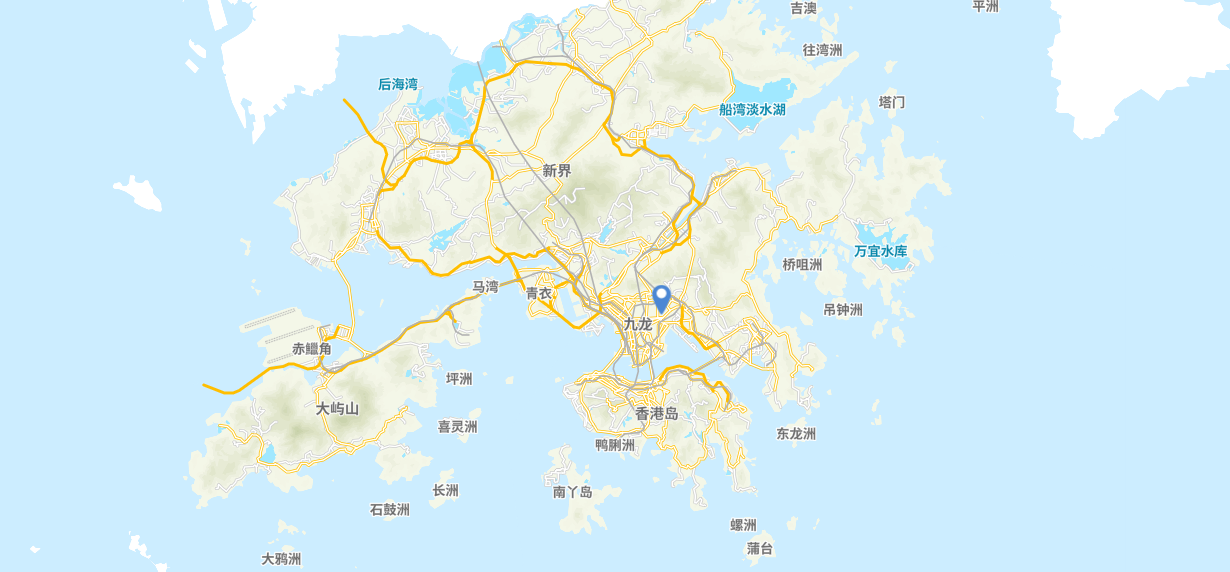 吉澳
平洲
往湾洲
后海湾
塔门
船湾淡水湖
新界
万宜水库
桥咀洲
马湾
青衣
吊钟洲
九龙
赤鱲角
坪洲
大屿山
香港岛
喜灵洲
东龙洲
鸭脷洲
长洲
南丫岛
石鼓洲
螺洲
蒲台
大鸦洲